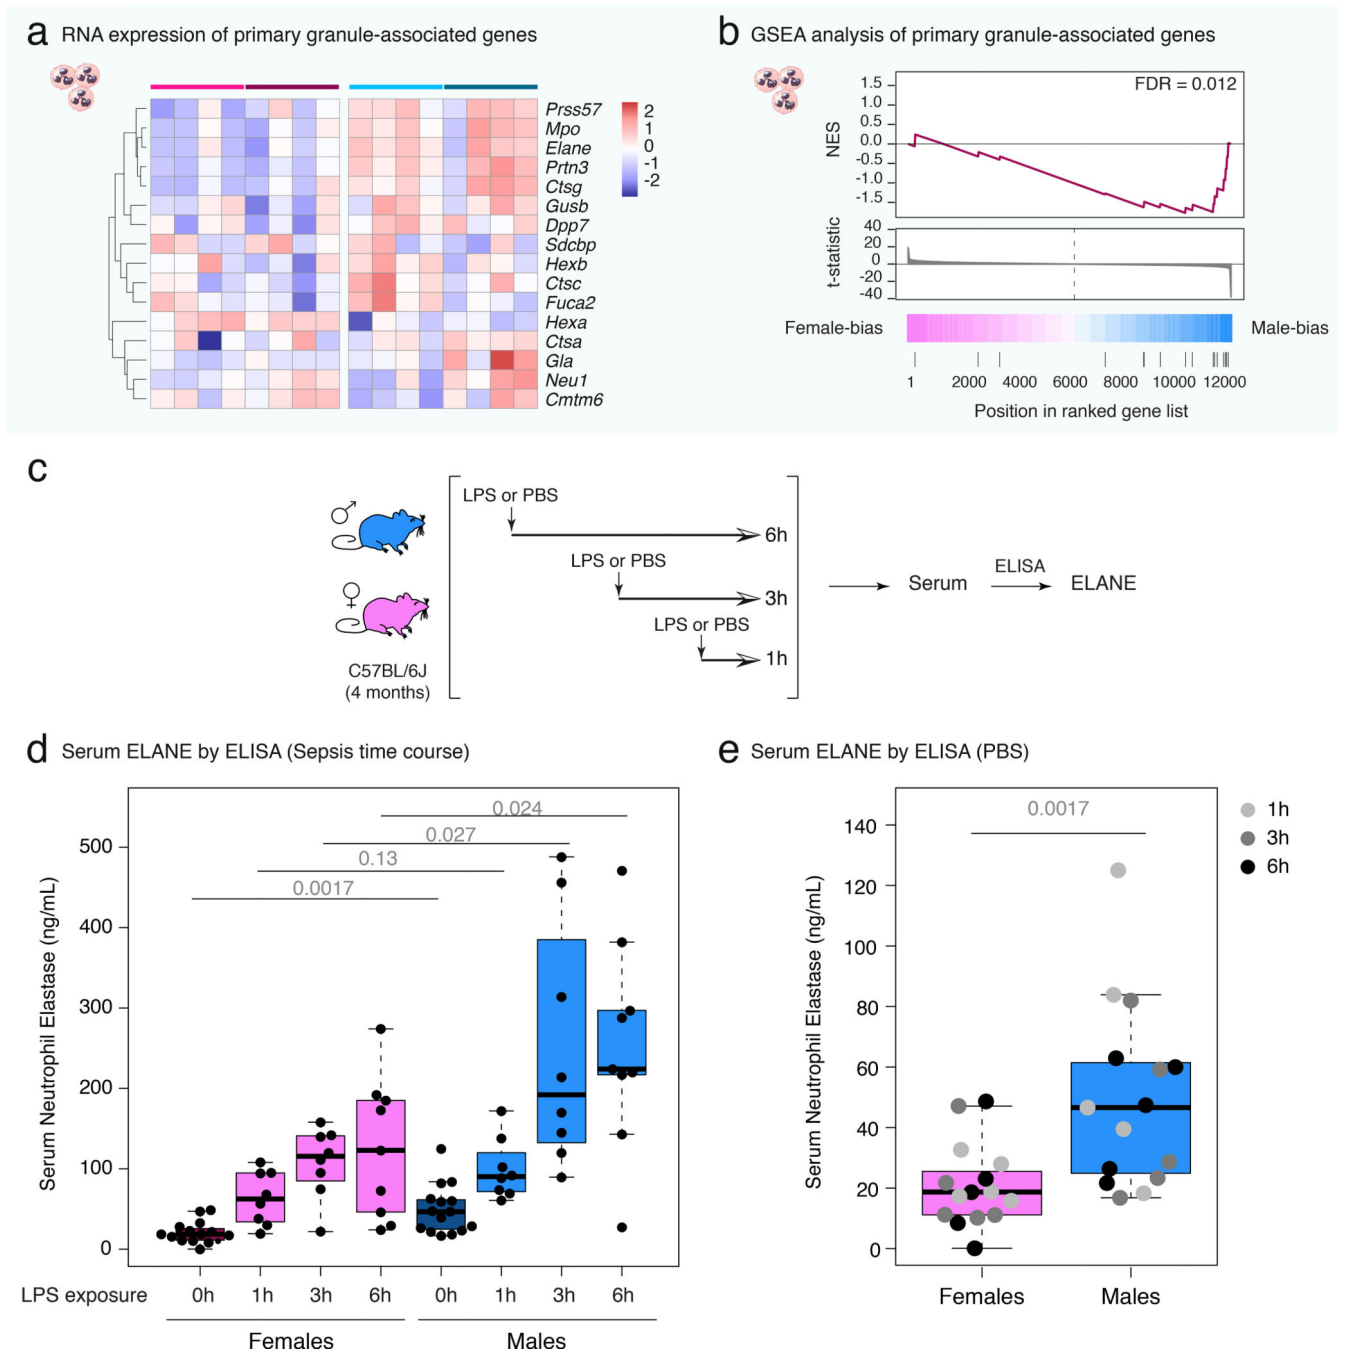 a RNA expression of primary granule-associated genes
Prss57
Mpo
Elane
Prtn3
Ctsg
Gusb
Dpp7
Sdcbp
Hexb
Ctsc
Fuca2
Hexa
Ctsa
Gla
Neu1
Cmtm6
2
1
0
-1
-2
b GSEA analysis of primary granule-associated genes
FDR = 0.012
NES
1.5
1.0
0.5
0.0
-0.5
-1.0
-1.5
t-statistic
40
20
0
-20
-40
Female-bias
Male-bias
1 2000 4000 6000 8000 10000 12000
Position in ranked gene list
c
LPS or PBS
6h
LPS or PBS
3h
LPS or PBS
1h
♂
♀
C57BL/6J
(4 months)
Serum
ELISA
ELANE
d Serum ELANE by ELISA (Sepsis time course)
Serum Neutrophil Elastase (ng/mL)
500
400
300
200
100
0
0.024
0.027
0.13
0.0017
LPS exposure 0h 1h 3h 6h 0h 1h 3h 6h
Females Males
e Serum ELANE by ELISA (PBS)
Serum Neutrophil Elastase (ng/mL)
140
120
100
80
60
40
20
0
0.0017
1h
3h
6h
Females Males